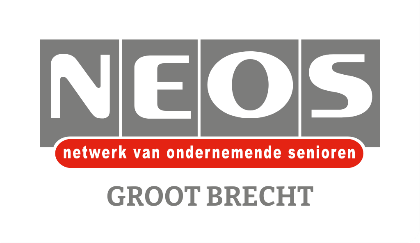 NEOS
netwerk van ondernemende senioren
GROOT BRECHT